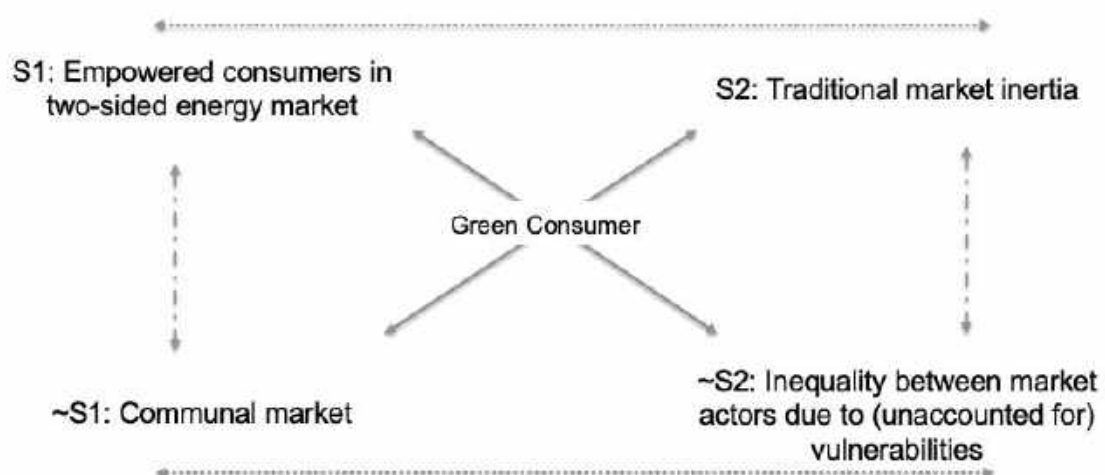 S1: Empowered consumers in
two-sided energy market
S2: Traditional market inertia
Green Consumer
~S1: Communal market
~S2: Inequality between market
actors due to (unaccounted for)
vulnerabilities